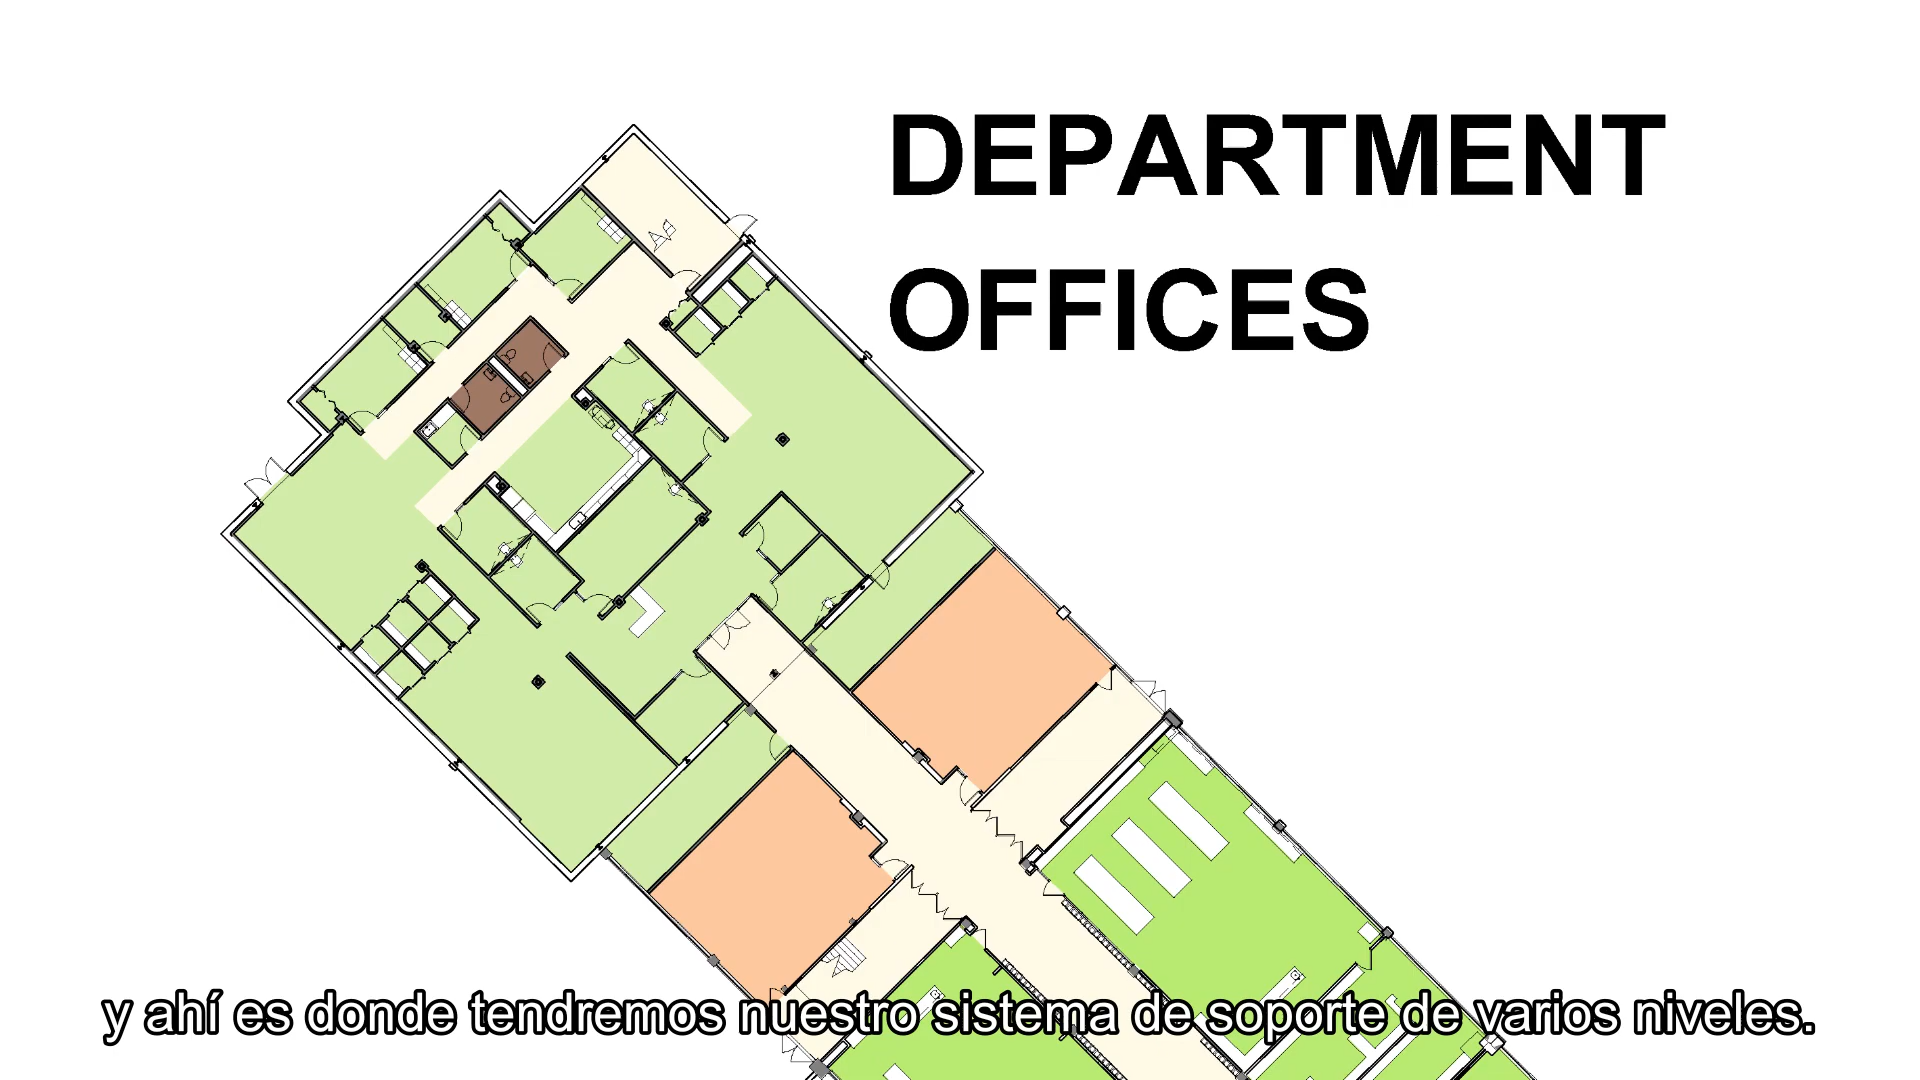 DEPARTMENT
OFFICES
y ahí es donde tendremos nuestro sistema de soporte de varios niveles.